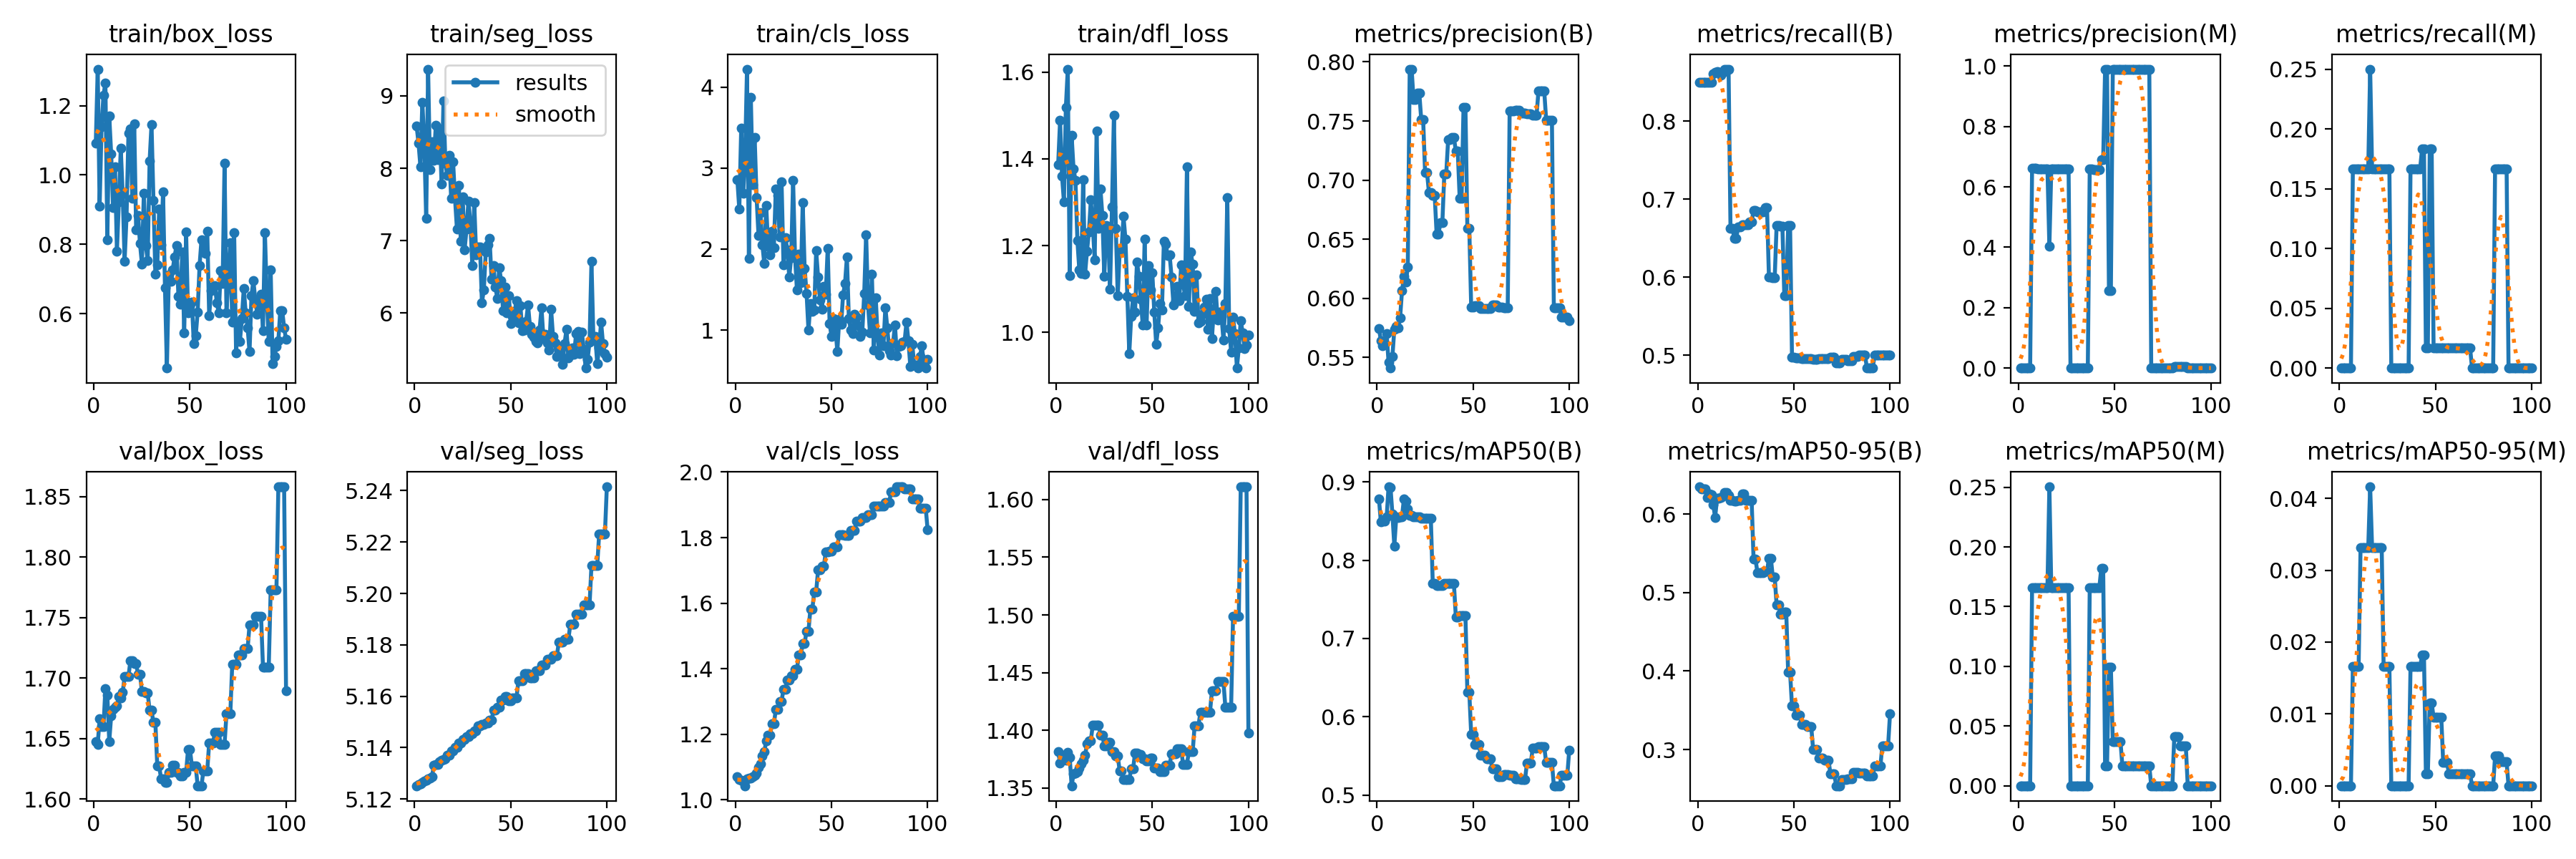 train/box_loss
train/seg_loss
train/cls_loss
train/dfl_loss
metrics/precision(B)
metrics/recall(B)
metrics/precision(M)
metrics/recall(M)
1.2
1.0
0.8
0.6
0 50 100
results
smooth
9
8
7
6
0 50 100
4
3
2
1
0 50 100
1.6
1.4
1.2
1.0
0 50 100
0.80
0.75
0.70
0.65
0.60
0.55
0 50 100
0.8
0.7
0.6
0.5
0 50 100
1.0
0.8
0.6
0.4
0.2
0.0
0 50 100
0.25
0.20
0.15
0.10
0.05
0.00
0 50 100
val/box_loss
val/seg_loss
val/cls_loss
val/dfl_loss
metrics/mAP50(B)
metrics/mAP50-95(B)
metrics/mAP50(M)
metrics/mAP50-95(M)
1.85
1.80
1.75
1.70
1.65
1.60
0 50 100
5.24
5.22
5.20
5.18
5.16
5.14
5.12
0 50 100
2.0
1.8
1.6
1.4
1.2
1.0
0 50 100
1.60
1.55
1.50
1.45
1.40
1.35
0 50 100
0.9
0.8
0.7
0.6
0.5
0 50 100
0.6
0.5
0.4
0.3
0 50 100
0.25
0.20
0.15
0.10
0.05
0.00
0 50 100
0.04
0.03
0.02
0.01
0.00
0 50 100